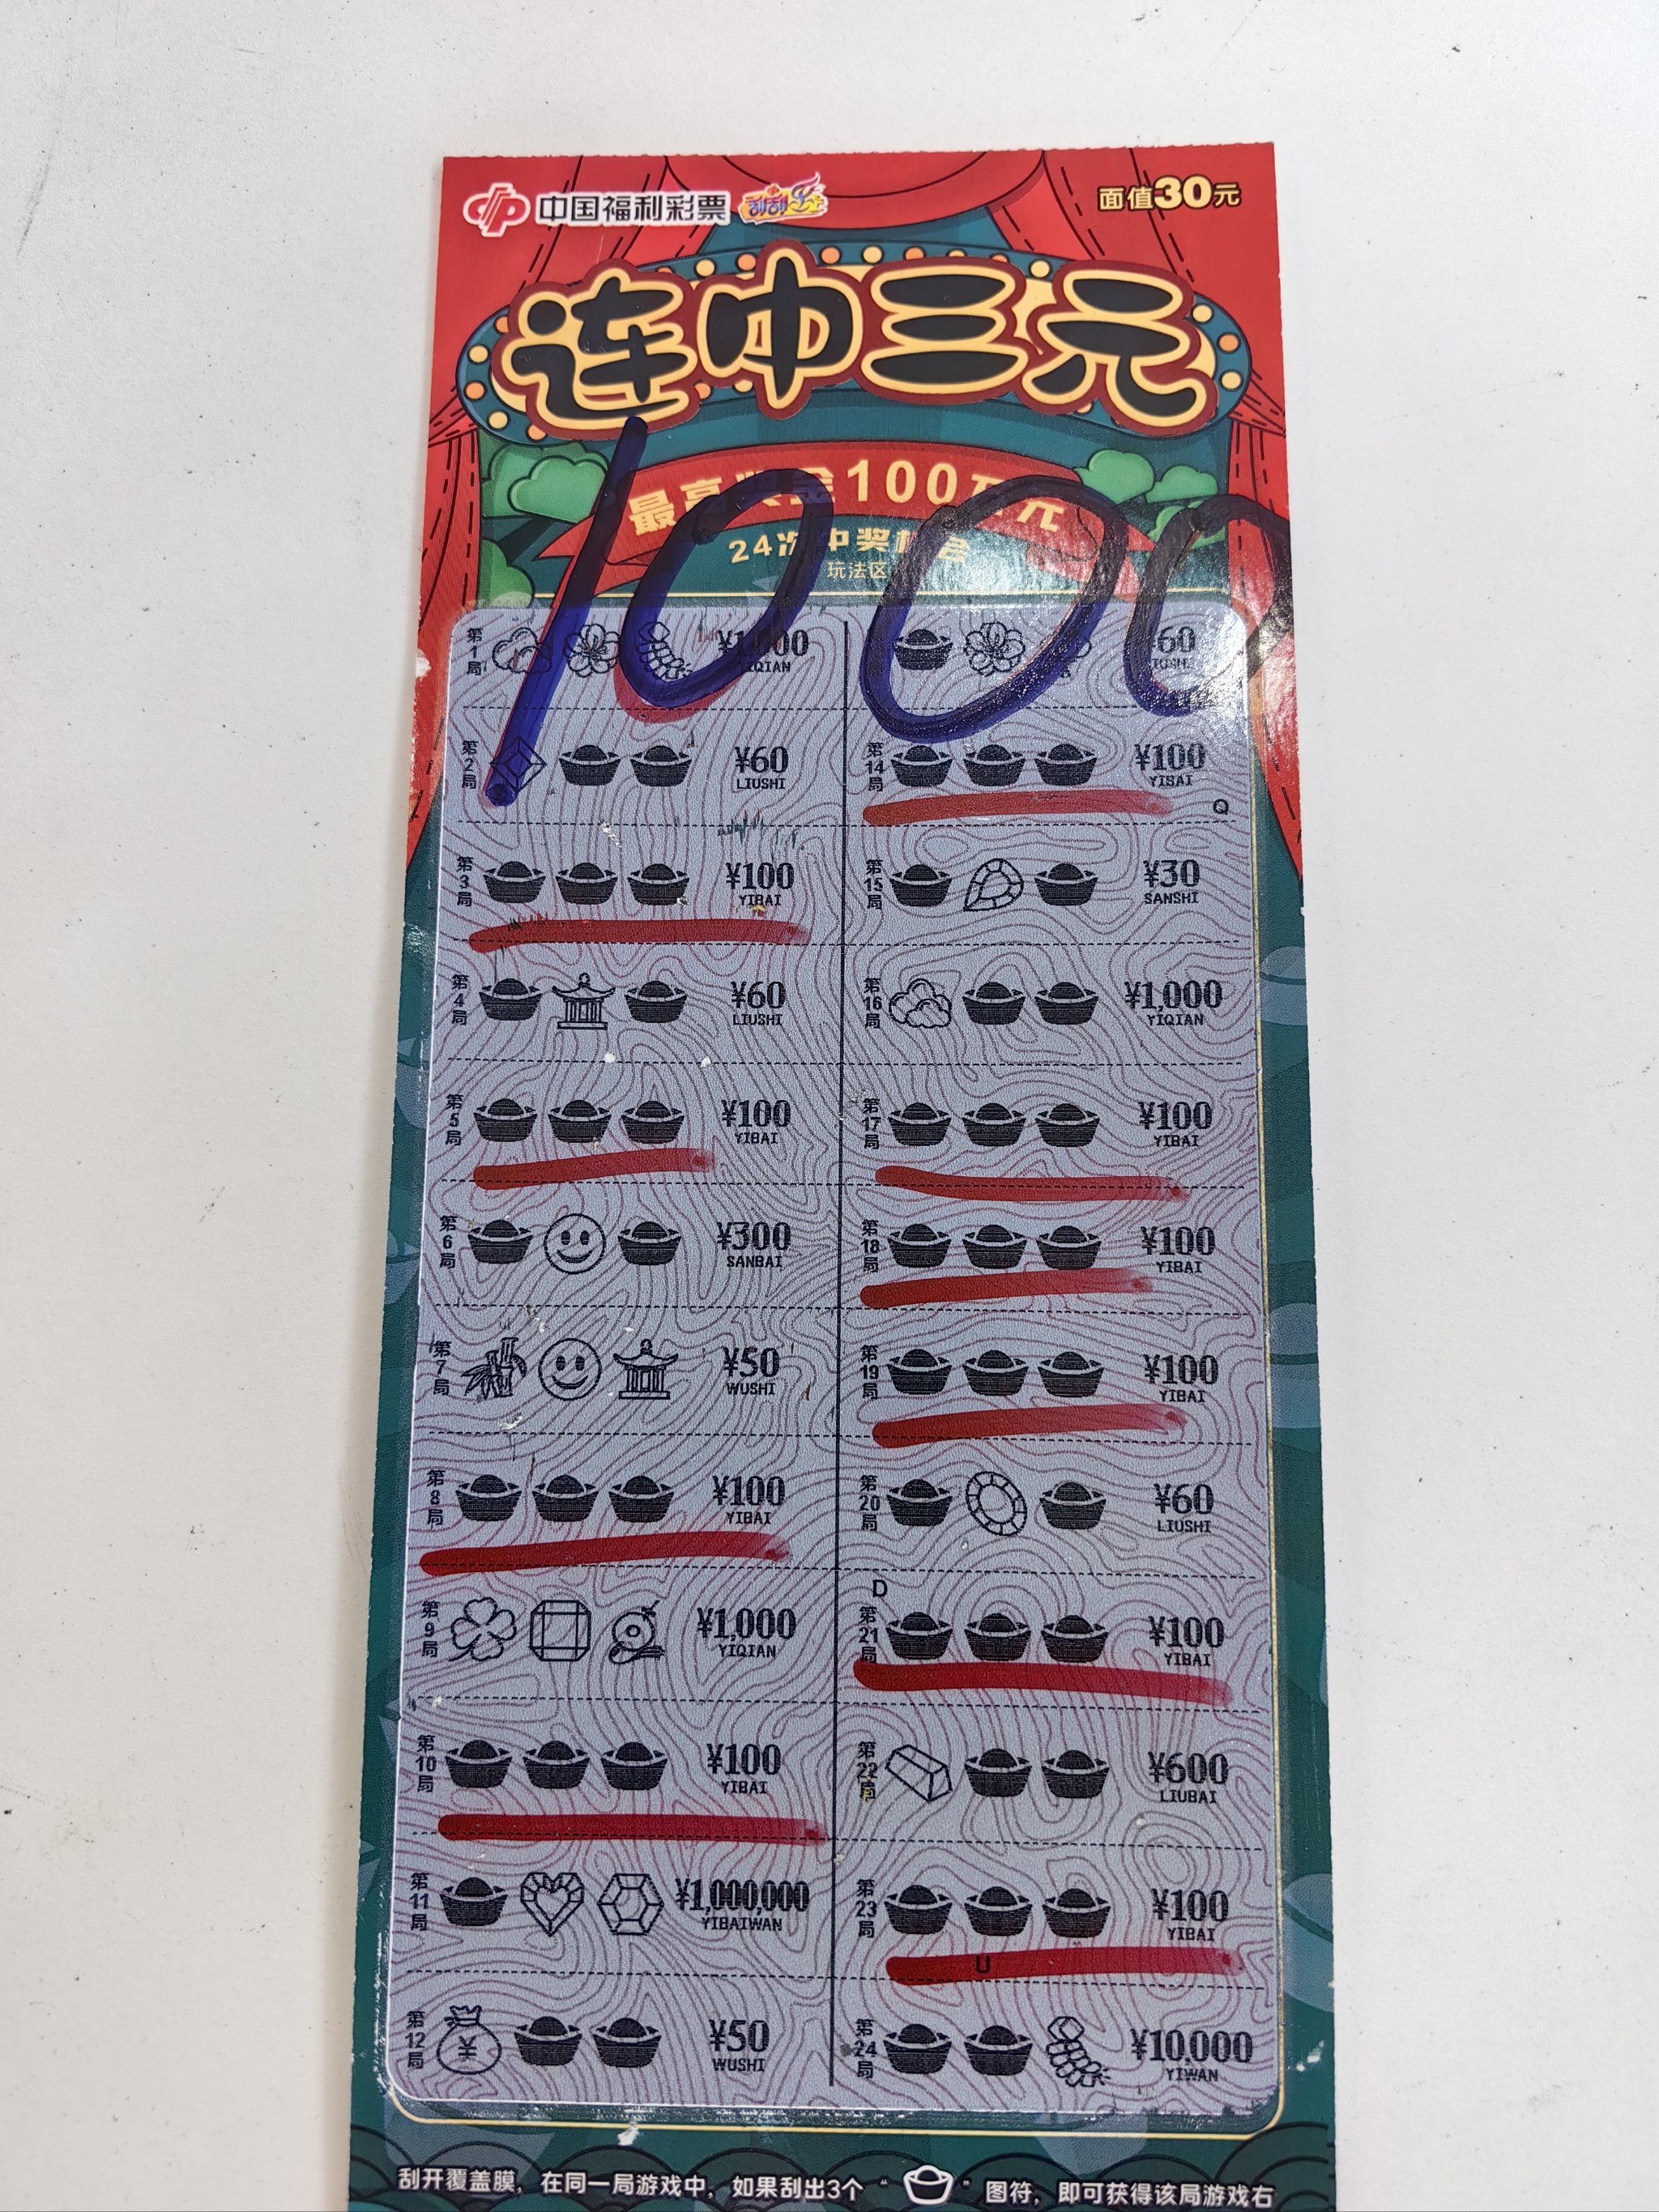 中国福利彩票 刮刮乐 面值30元
连中三元
1000
最高奖金100万元
24次中奖机会
玩法区
第1局 ¥1,000 YIQIAN
第2局 ¥60 LIUSHI
第3局 ¥100 YIBAI
第4局 ¥60 LIUSHI
第5局 ¥100 YIBAI
第6局 ¥300 SANBAI
第7局 ¥50 WUSHI
第8局 ¥100 YIBAI
第9局 ¥1,000 YIQIAN
第10局 ¥100 YIBAI
第11局 ¥1,000,000 YIBAIWAN
第12局 ¥50 WUSHI
¥60 LIUSHI
第14局 ¥100 YIBAI
Q
第15局 ¥30 SANSHI
第16局 ¥1,000 YIQIAN
第17局 ¥100 YIBAI
第18局 ¥100 YIBAI
第19局 ¥100 YIBAI
第20局 ¥60 LIUSHI
D
第21局 ¥100 YIBAI
第22局 ¥600 LIUBAI
第23局 ¥100 YIBAI
U
第24局 ¥10,000 YIWAN
刮开覆盖膜，在同一局游戏中，如果刮出3个“ ”图符，即可获得该局游戏右